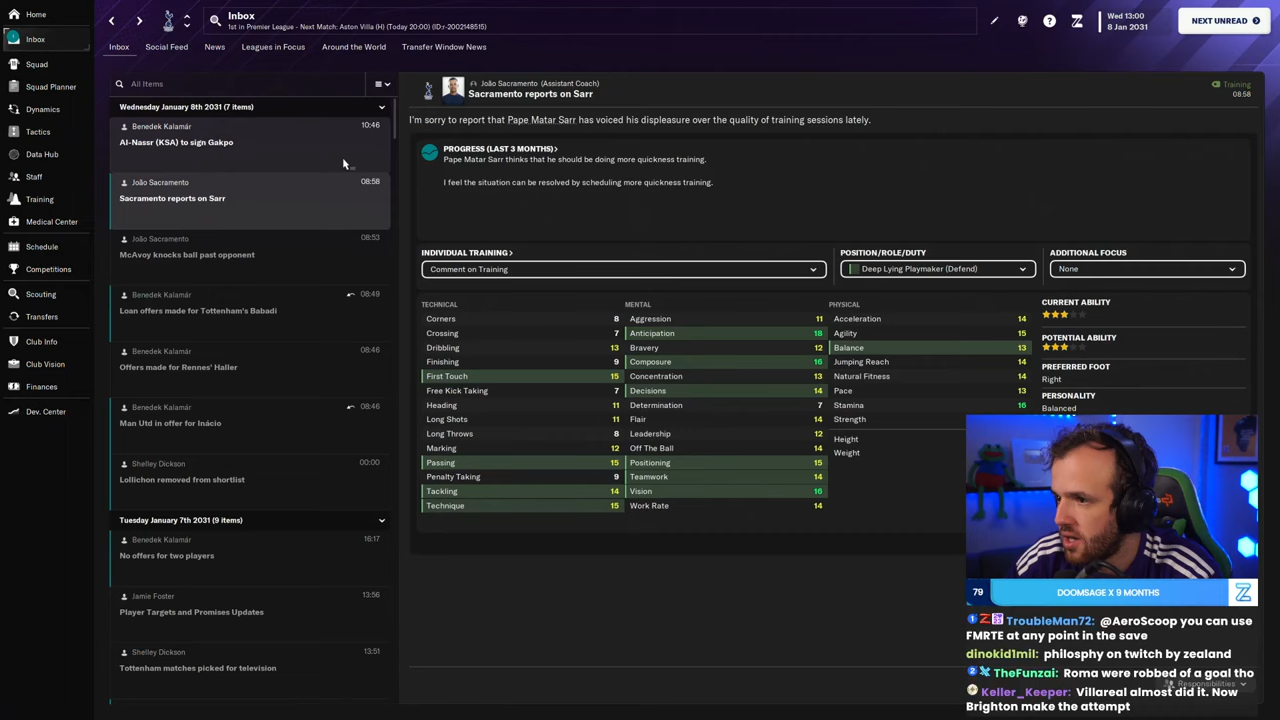 Home
Inbox
Squad
Squad Planner
Dynamics
Tactics
Data Hub
Staff
Training
Medical Center
Schedule
Competitions
Scouting
Transfers
Club Info
Club Vision
Finances
Dev. Center
Inbox
1st in Premier League - Next Match: Aston Villa (H) (Today 20:00) (ID:r-2002148515)
Wed 13:00
8 Jan 2031
NEXT UNREAD
Inbox
Social Feed
News
Leagues in Focus
Around the World
Transfer Window News
All Items
Wednesday January 8th 2031 (7 items)
Benedek Kalamár 10:46
Al-Nassr (KSA) to sign Gakpo
João Sacramento 08:58
Sacramento reports on Sarr
João Sacramento 08:53
McAvoy knocks ball past opponent
Benedek Kalamár 08:49
Loan offers made for Tottenham's Babadi
Benedek Kalamár 08:46
Offers made for Rennes' Haller
Benedek Kalamár 08:46
Man Utd in offer for Inácio
Shelley Dickson 00:00
Lollichon removed from shortlist
Tuesday January 7th 2031 (9 items)
Benedek Kalamár 16:17
No offers for two players
Jamie Foster 13:56
Player Targets and Promises Updates
Shelley Dickson 13:51
Tottenham matches picked for television
João Sacramento (Assistant Coach)
Sacramento reports on Sarr
Training
08:58
I'm sorry to report that Pape Matar Sarr has voiced his displeasure over the quality of training sessions lately.
PROGRESS (LAST 3 MONTHS) >
Pape Matar Sarr thinks that he should be doing more quickness training.
I feel the situation can be resolved by scheduling more quickness training.
INDIVIDUAL TRAINING >
Comment on Training
POSITION/ROLE/DUTY
Deep Lying Playmaker (Defend)
ADDITIONAL FOCUS
None
TECHNICAL
Corners 8
Crossing 7
Dribbling 13
Finishing 9
First Touch 15
Free Kick Taking 7
Heading 11
Long Shots 11
Long Throws 8
Marking 12
Passing 15
Penalty Taking 9
Tackling 14
Technique 15
MENTAL
Aggression 11
Anticipation 18
Bravery 12
Composure 16
Concentration 13
Decisions 14
Determination 7
Flair 14
Leadership 12
Off The Ball 14
Positioning 15
Teamwork 14
Vision 16
Work Rate 14
PHYSICAL
Acceleration 14
Agility 15
Balance 13
Jumping Reach 14
Natural Fitness 14
Pace 13
Stamina 16
Strength
Height
Weight
CURRENT ABILITY
POTENTIAL ABILITY
PREFERRED FOOT
Right
PERSONALITY
Balanced
79 DOOMSAGE X 9 MONTHS
TroubleMan72: @AeroScoop you can use
FMRTE at any point in the save
dinokid1mil: philosphy on twitch by zealand
TheFunzai: Roma were robbed of a goal tho
Keller_Keeper: Villareal almost did it. Now
Brighton make the attempt
Responsibilities